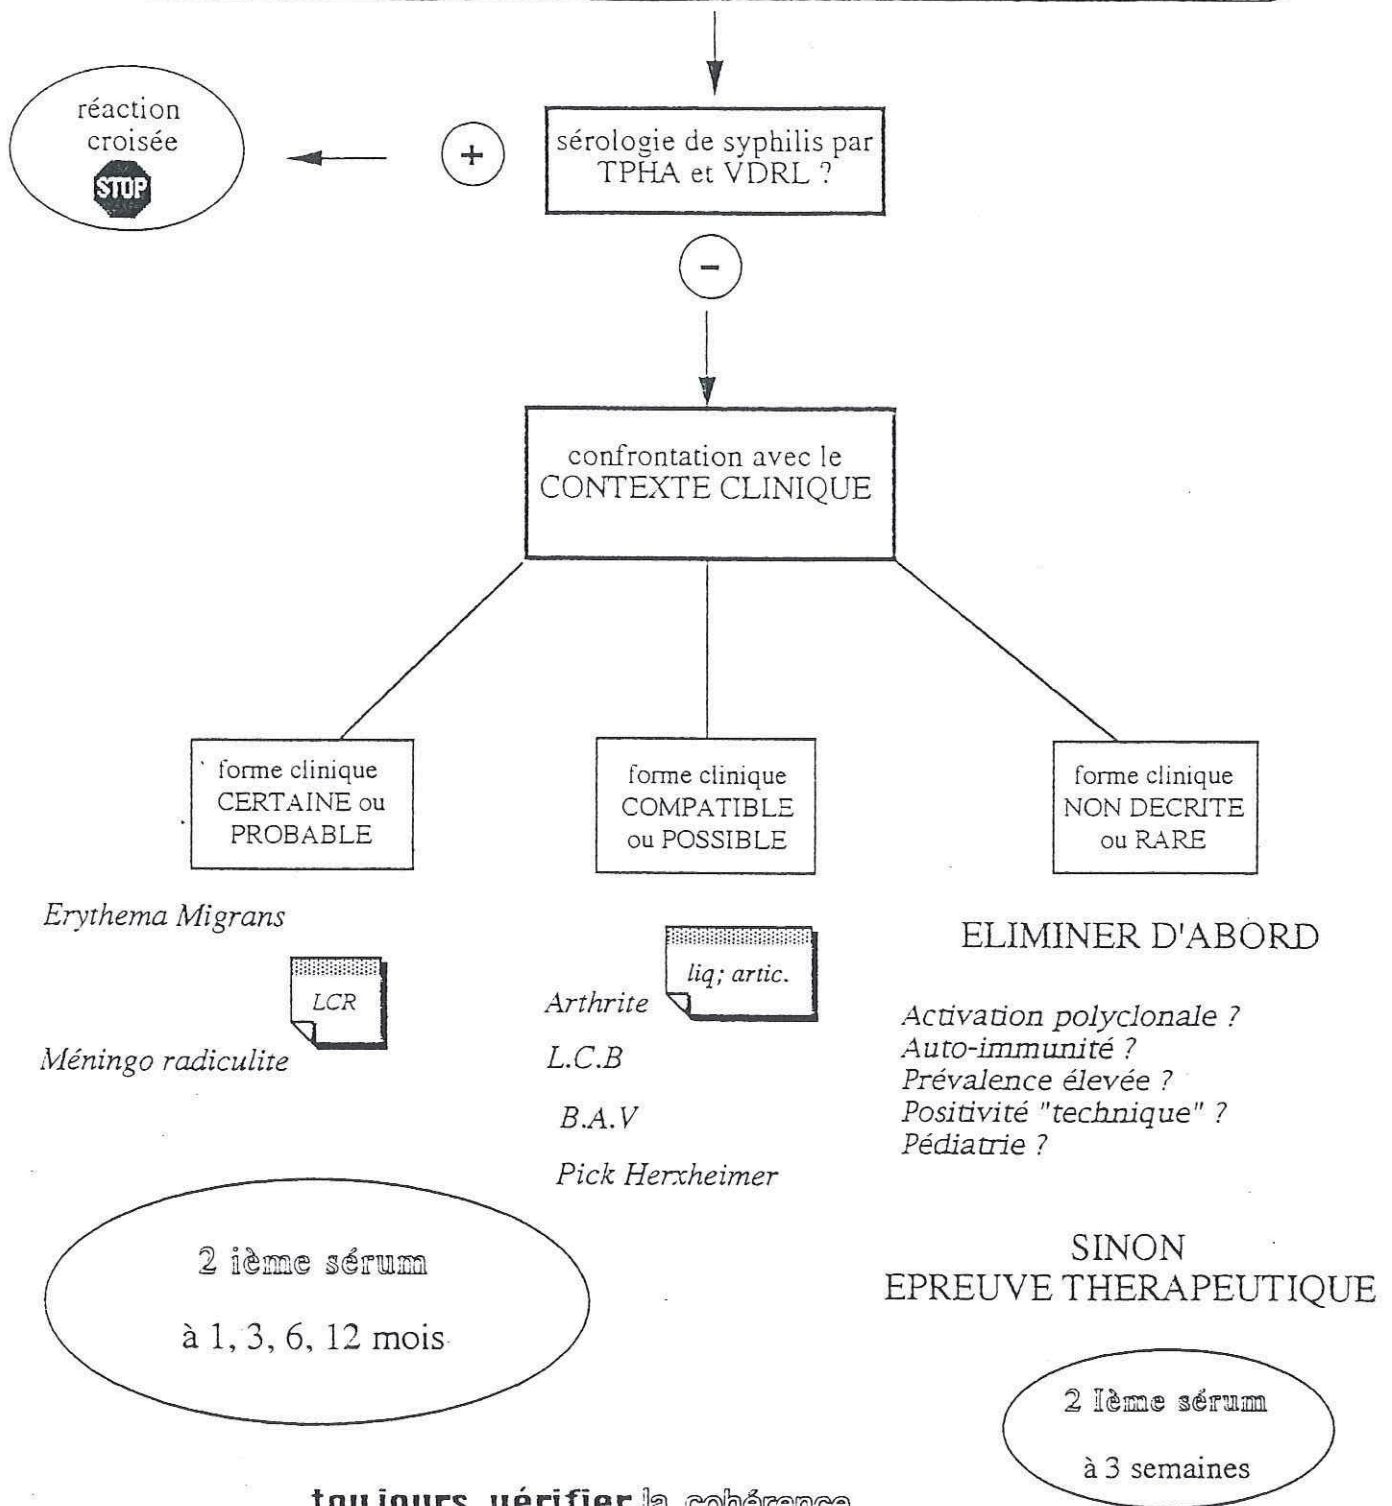 réaction
croisée
STOP
+
sérologie de syphilis par
TPHA et VDRL ?
-
confrontation avec le
CONTEXTE CLINIQUE
forme clinique
CERTAINE ou
PROBABLE
forme clinique
COMPATIBLE
ou POSSIBLE
forme clinique
NON DECRITE
ou RARE
Erythema Migrans
LCR
Méningo radiculite
liq; artic.
Arthrite
L.C.B
B.A.V
Pick Herxheimer
ELIMINER D'ABORD
Activation polyclonale ?
Auto-immunité ?
Prévalence élevée ?
Positivité "technique" ?
Pédiatrie ?
2 ième sérum
à 1, 3, 6, 12 mois
SINON
EPREUVE THERAPEUTIQUE
2 Ième sérum
à 3 semaines
toujours vérifier la cohérence